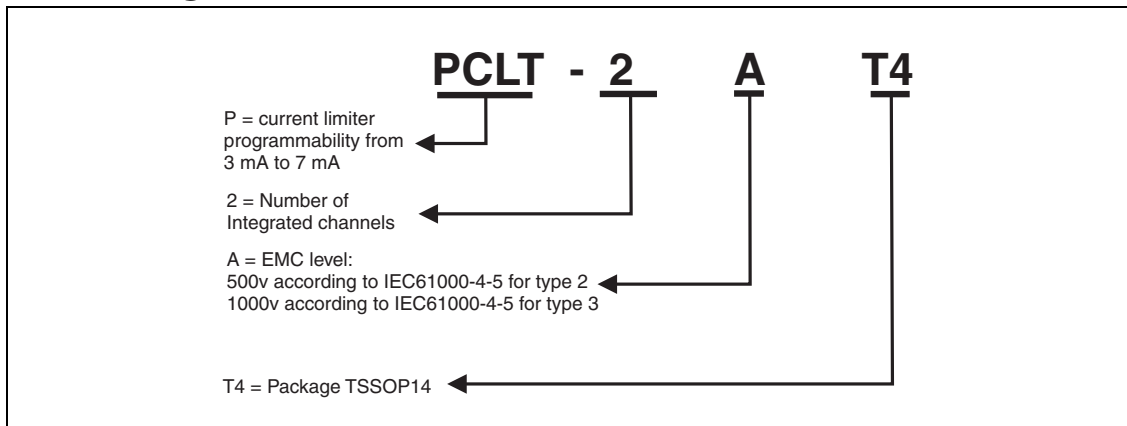 PCLT - 2 A T4
P = current limiter
programmability from
3 mA to 7 mA
2 = Number of
Integrated channels
A = EMC level:
500v according to IEC61000-4-5 for type 2
1000v according to IEC61000-4-5 for type 3
T4 = Package TSSOP14